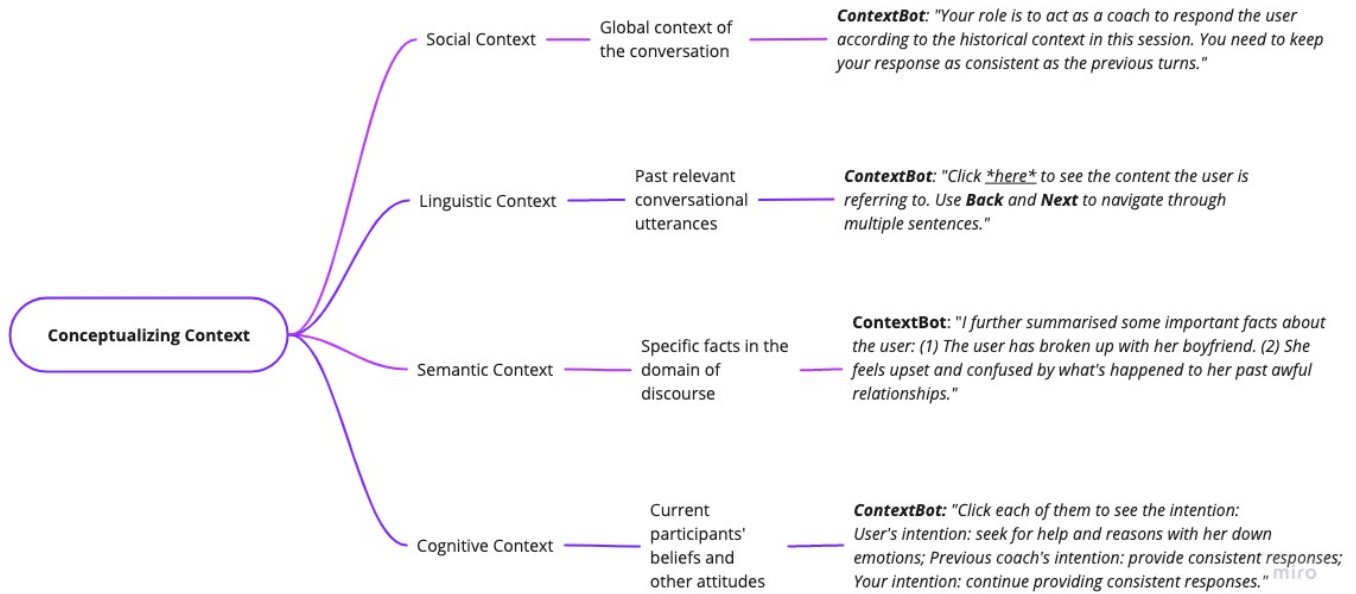 Social Context
Global context of
the conversation
ContextBot: "Your role is to act as a coach to respond the user
according to the historical context in this session. You need to keep
your response as consistent as the previous turns."
Linguistic Context
Past relevant
conversational
utterances
ContextBot: "Click *here* to see the content the user is
referring to. Use Back and Next to navigate through
multiple sentences."
Conceptualizing Context
Semantic Context
Specific facts in the
domain of
discourse
ContextBot: "I further summarised some important facts about
the user: (1) The user has broken up with her boyfriend. (2) She
feels upset and confused by what's happened to her past awful
relationships."
Cognitive Context
Current
participants'
beliefs and
other attitudes
ContextBot: "Click each of them to see the intention:
User's intention: seek for help and reasons with her down
emotions; Previous coach's intention: provide consistent responses;
Your intention: continue providing consistent responses."
miro